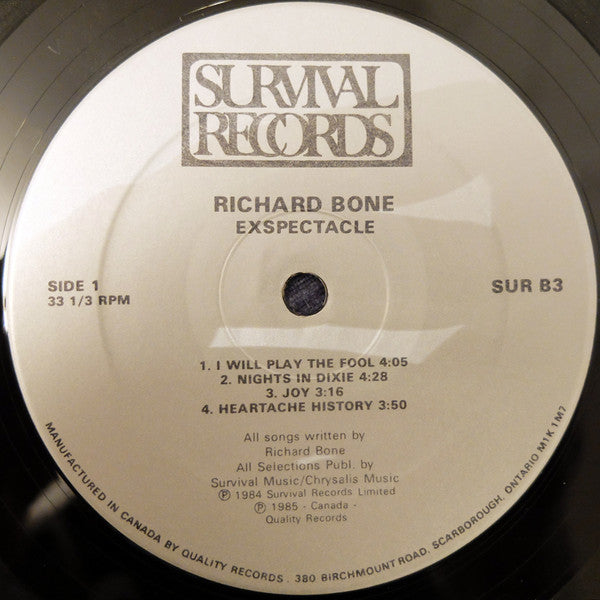 SURVIVAL
RECORDS
RICHARD BONE
EXSPECTACLE
SIDE 1
33 1/3 RPM
SUR B3
1. I WILL PLAY THE FOOL 4:05
2. NIGHTS IN DIXIE 4:28
3. JOY 3:16
4. HEARTACHE HISTORY 3:50
All songs written by
Richard Bone
All Selections Publ. by
Survival Music/Chrysalis Music
℗ 1984 Survival Records Limited
℗ 1985 - Canada -
Quality Records
MANUFACTURED IN CANADA BY QUALITY RECORDS . 380 BIRCHMOUNT ROAD, SCARBOROUGH, ONTARIO M1K 1M7